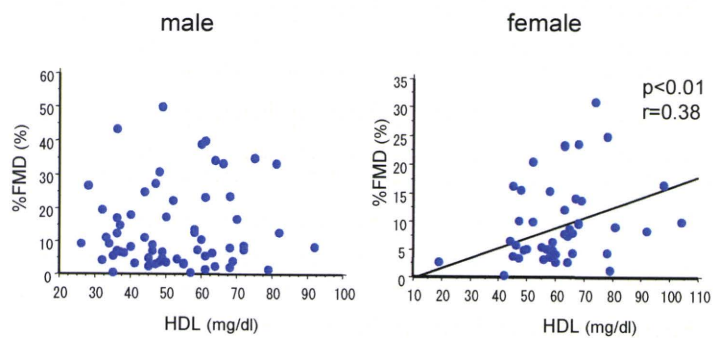 male
%FMD (%)
60
50
40
30
20
10
0
20 30 40 50 60 70 80 90 100
HDL (mg/dl)
female
p<0.01
r=0.38
%FMD (%)
35
30
25
20
15
10
5
0
10 20 30 40 50 60 70 80 90 100 110
HDL (mg/dl)